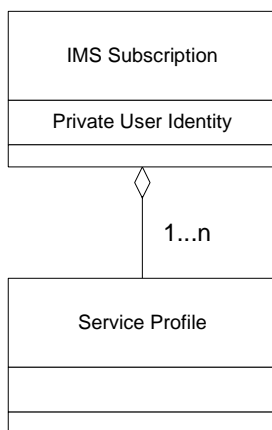 IMS Subscription
Private User Identity
1...n
Service Profile